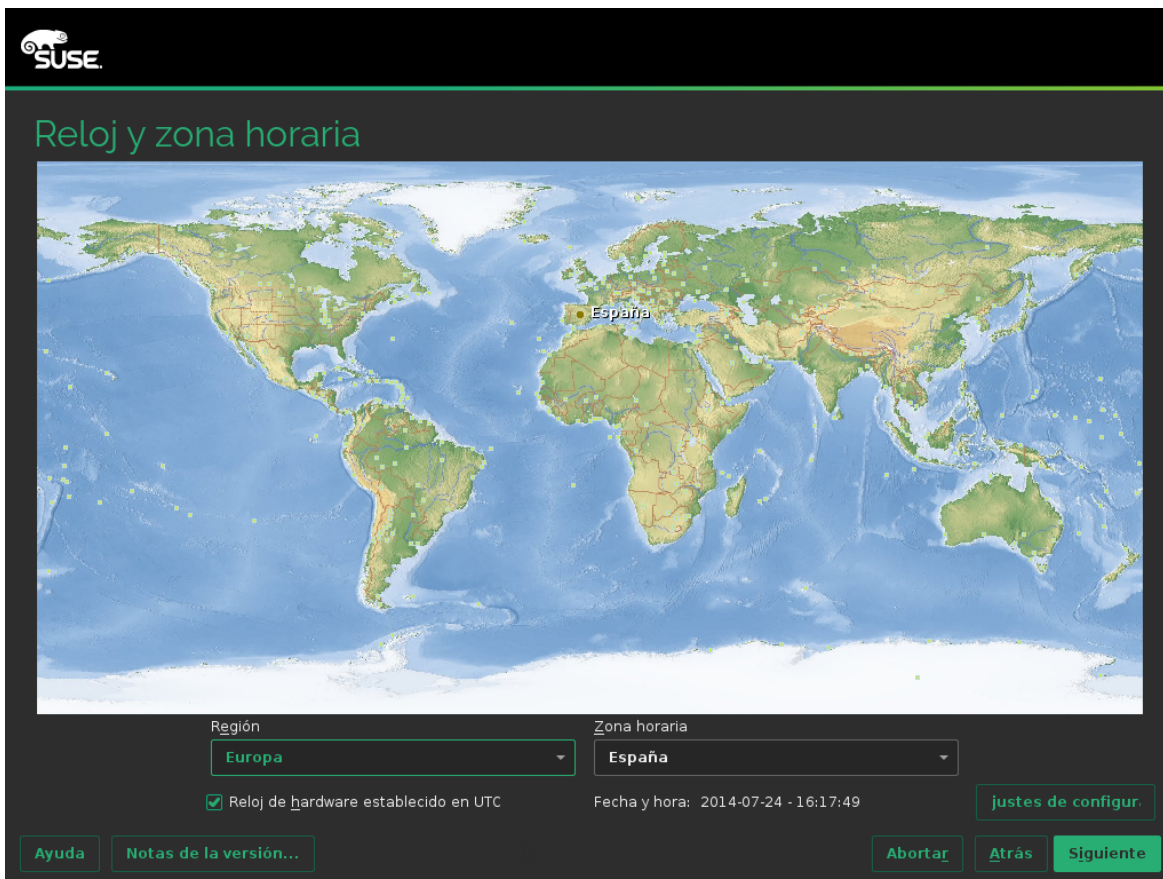 SUSE.
Reloj y zona horaria
España
Región
Zona horaria
Europa
España
Reloj de hardware establecido en UTC
Fecha y hora: 2014-07-24 - 16:17:49
justes de configur
Ayuda
Notas de la versión...
Abortar
Atrás
Siguiente